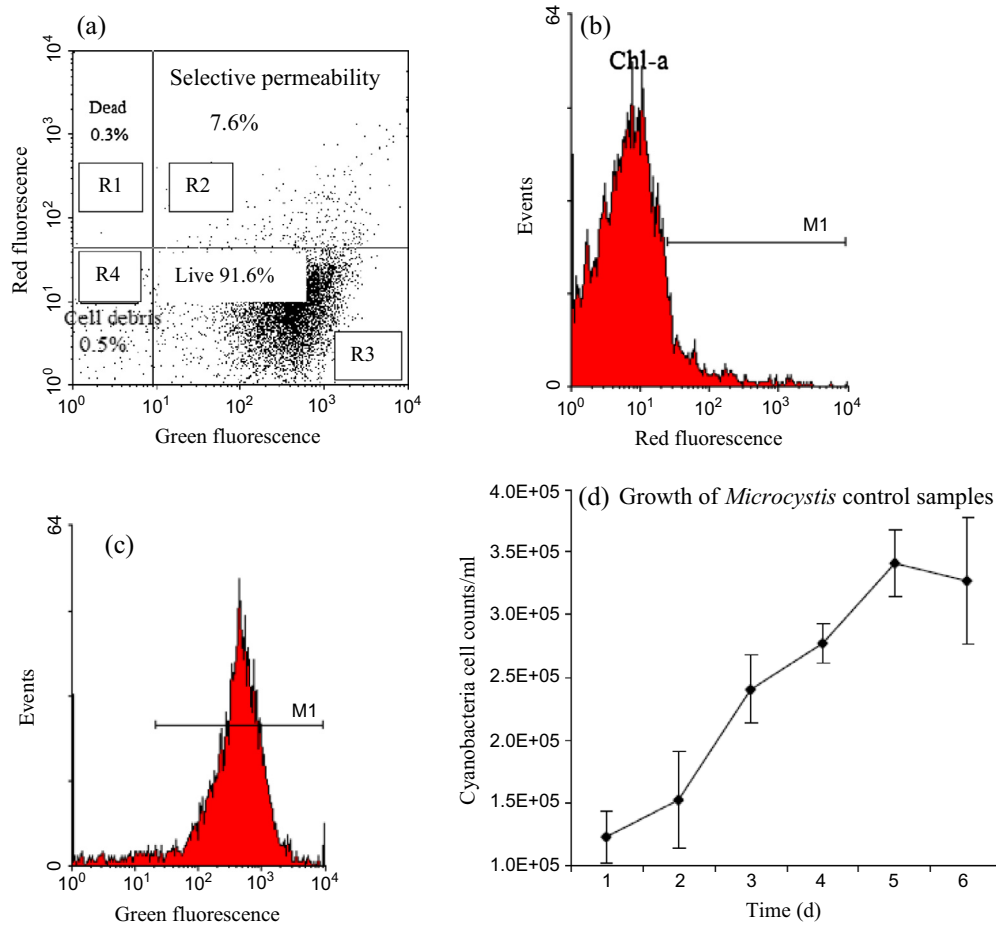 (a)
10^4
10^3
10^2
10^1
10^0
Red fluorescence
Selective permeability
7.6%
Dead
0.3%
R1
R2
R4
Live 91.6%
Cell debris
0.5%
R3
10^0 10^1 10^2 10^3 10^4
Green fluorescence
(b)
64
0
Events
Chl-a
M1
10^0 10^1 10^2 10^3 10^4
Red fluorescence
(c)
64
0
Events
M1
10^0 10^1 10^2 10^3 10^4
Green fluorescence
(d) Growth of Microcystis control samples
4.0E+05
3.5E+05
3.0E+05
2.5E+05
2.0E+05
1.5E+05
1.0E+05
Cyanobacteria cell counts/ml
1 2 3 4 5 6
Time (d)